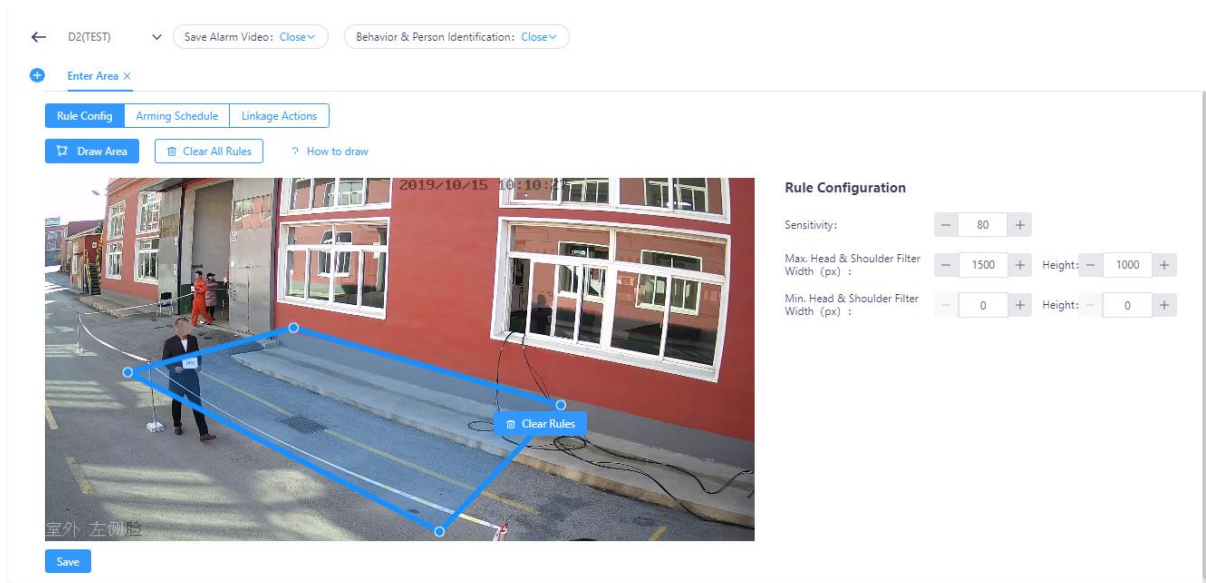 D2(TEST) Save Alarm Video: Close Behavior & Person Identification: Close
Enter Area ×
Rule Config Arming Schedule Linkage Actions
Draw Area Clear All Rules ? How to draw
2019/10/15 10:10:2
Clear Rules
室外 左侧脸
Save
Rule Configuration
Sensitivity: － 80 +
Max. Head & Shoulder Filter
Width (px) : － 1500 + Height: － 1000 +
Min. Head & Shoulder Filter
Width (px) : － 0 + Height: － 0 +